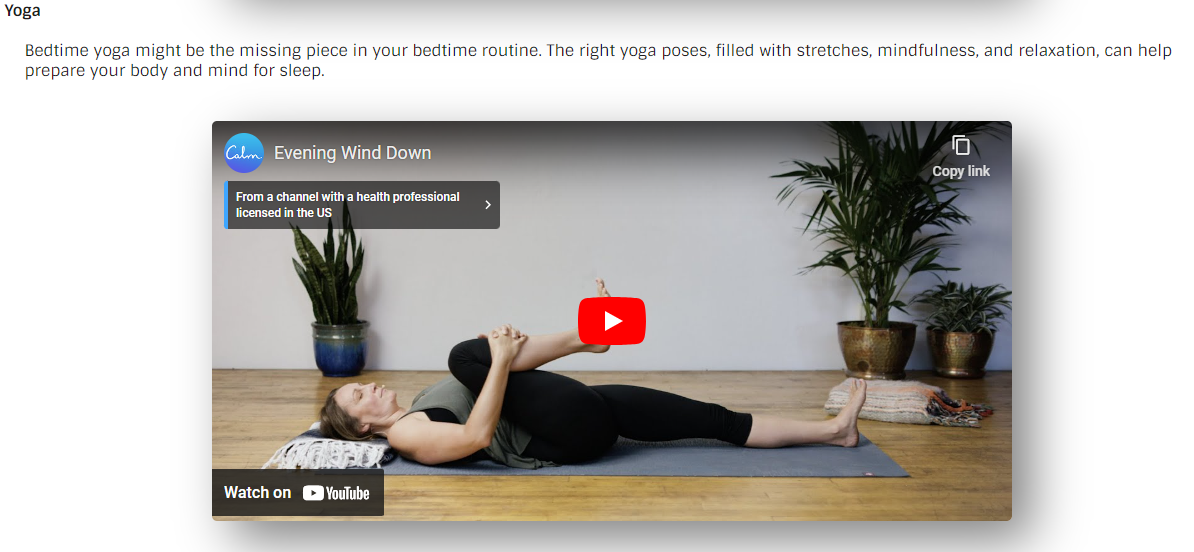 Yoga
Bedtime yoga might be the missing piece in your bedtime routine. The right yoga poses, filled with stretches, mindfulness, and relaxation, can help
prepare your body and mind for sleep.
Calm
Evening Wind Down
Copy link
From a channel with a health professional
licensed in the US
Watch on YouTube